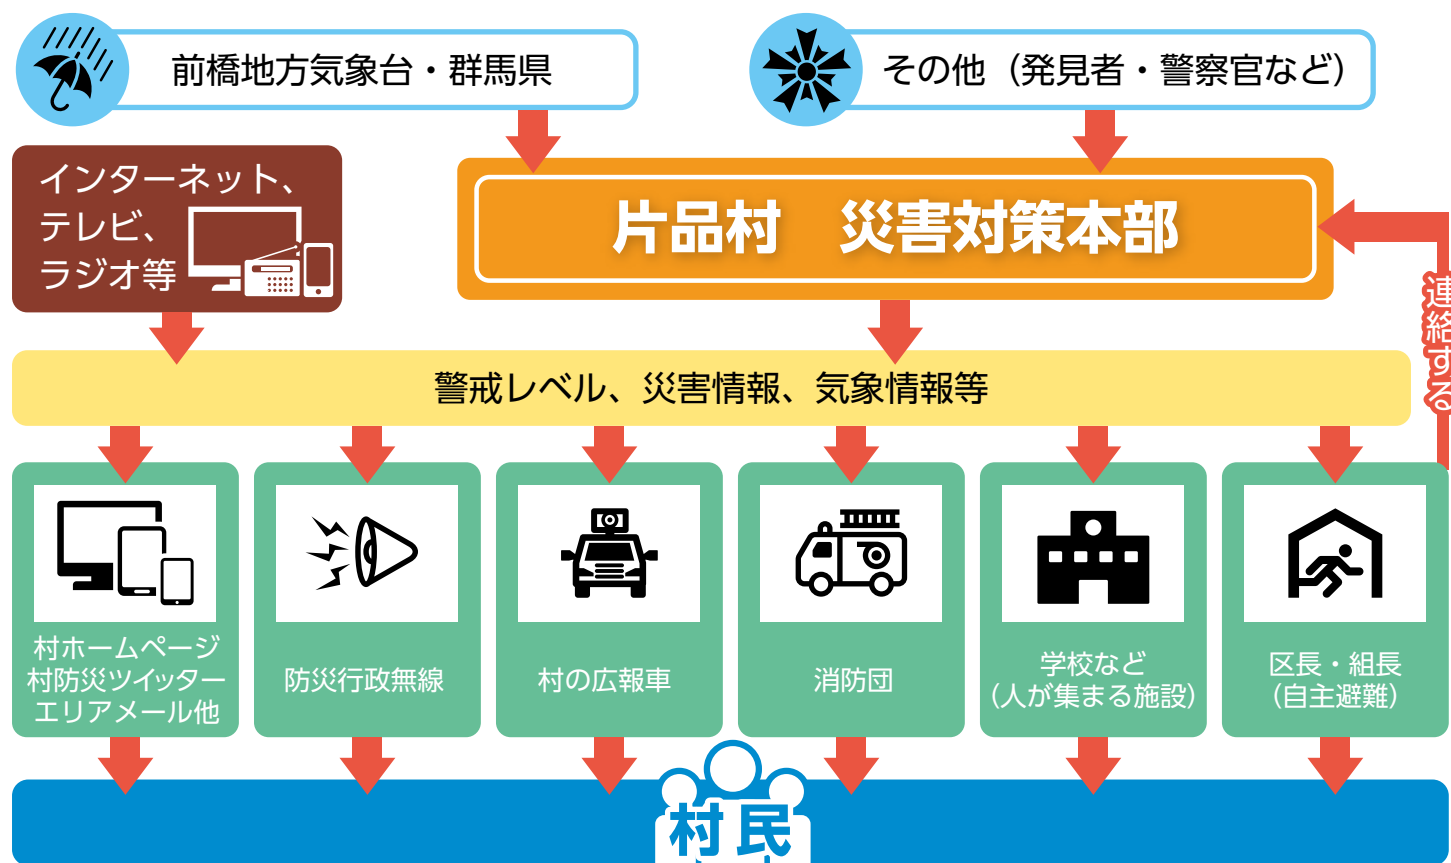 前橋地方気象台・群馬県
その他（発見者・警察官など）
インターネット、
テレビ、
ラジオ等
片品村　災害対策本部
連絡する
警戒レベル、災害情報、気象情報等
村ホームページ
村防災ツイッター
エリアメール他
防災行政無線
村の広報車
消防団
学校など
（人が集まる施設）
区長・組長
（自主避難）
村民